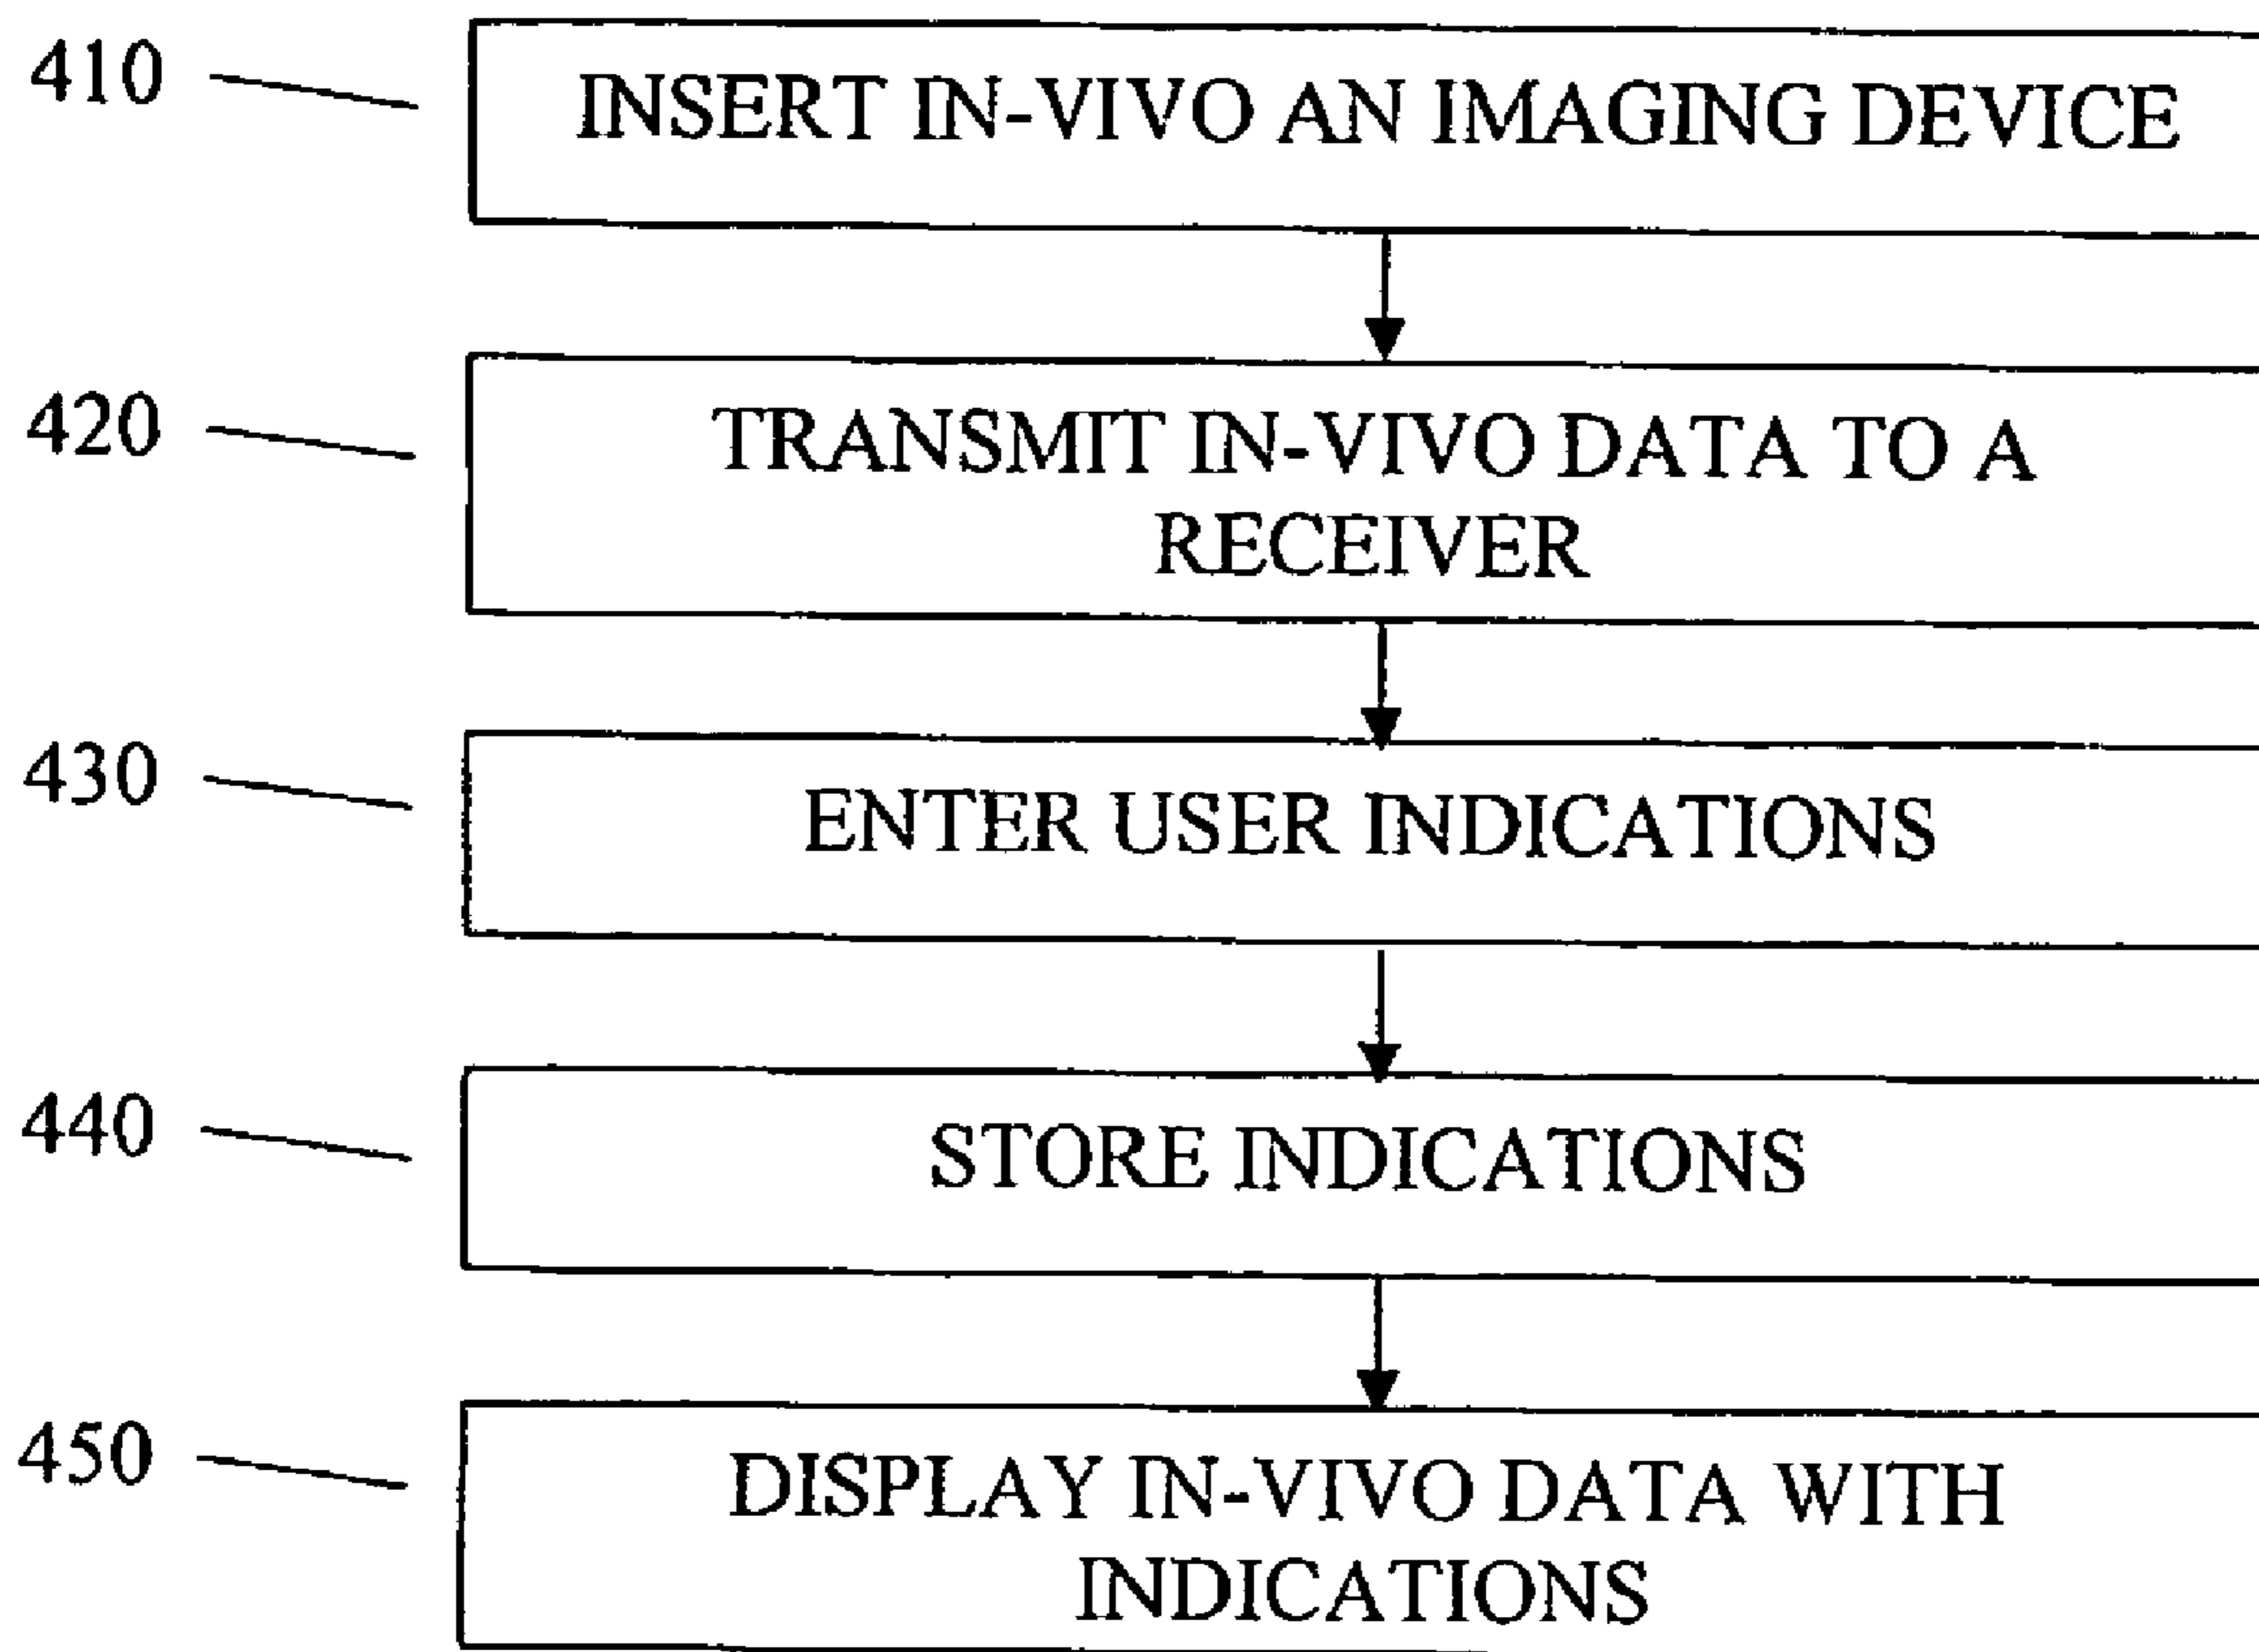 410 INSERT IN-VIVO AN IMAGING DEVICE
420 TRANSMIT IN-VIVO DATA TO A
RECEIVER
430 ENTER USER INDICATIONS
440 STORE INDICATIONS
450 DISPLAY IN-VIVO DATA WITH
INDICATIONS